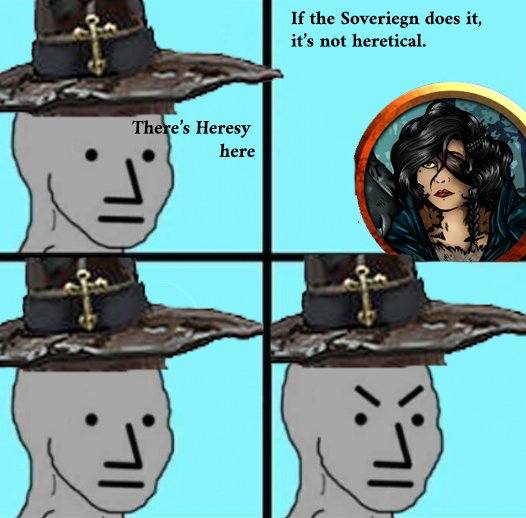 There's Heresy
here
If the Soveriegn does it,
it's not heretical.